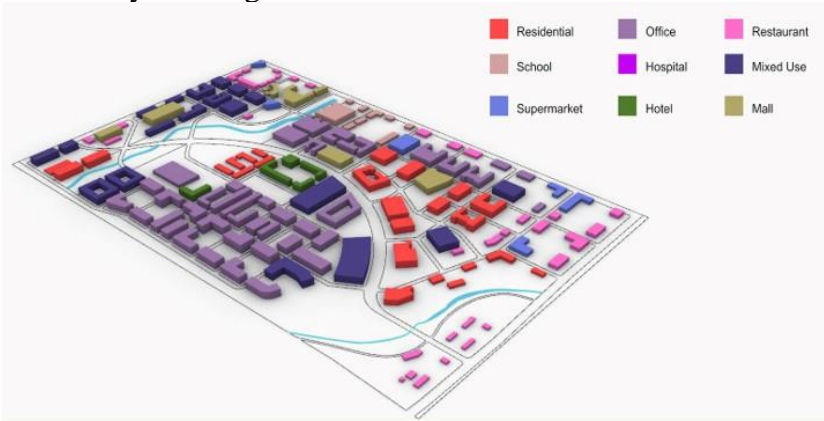 Residential Office Restaurant
School Hospital Mixed Use
Supermarket Hotel Mall